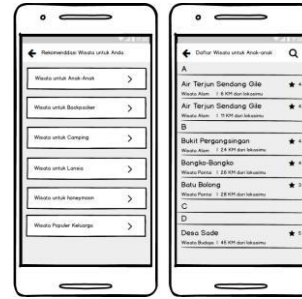 Rekomendasi Wisata untuk Anda
Wisata untuk Anak-Anak
Wisata untuk Backpacker
Wisata untuk Camping
Wisata untuk Lansia
Wisata untuk honeymoon
Wisata Populer Keluarga
Daftar Wisata untuk Anak-anak
A
Air Terjun Sendang Gile
Wisata Alam | 6 KM dari lokasimu
Air Terjun Sendang Gile
Wisata Alam | 11 KM dari lokasimu
B
Bukit Pergangsingan
Wisata Alam | 24 KM dari lokasimu
Bangko-Bangko
Wisata Pantai | 28 KM dari lokasimu
Batu Bolong
Wisata Pantai | 28 KM dari lokasimu
C
D
Desa Sade
Wisata Budaya | 45 KM dari lokasimu